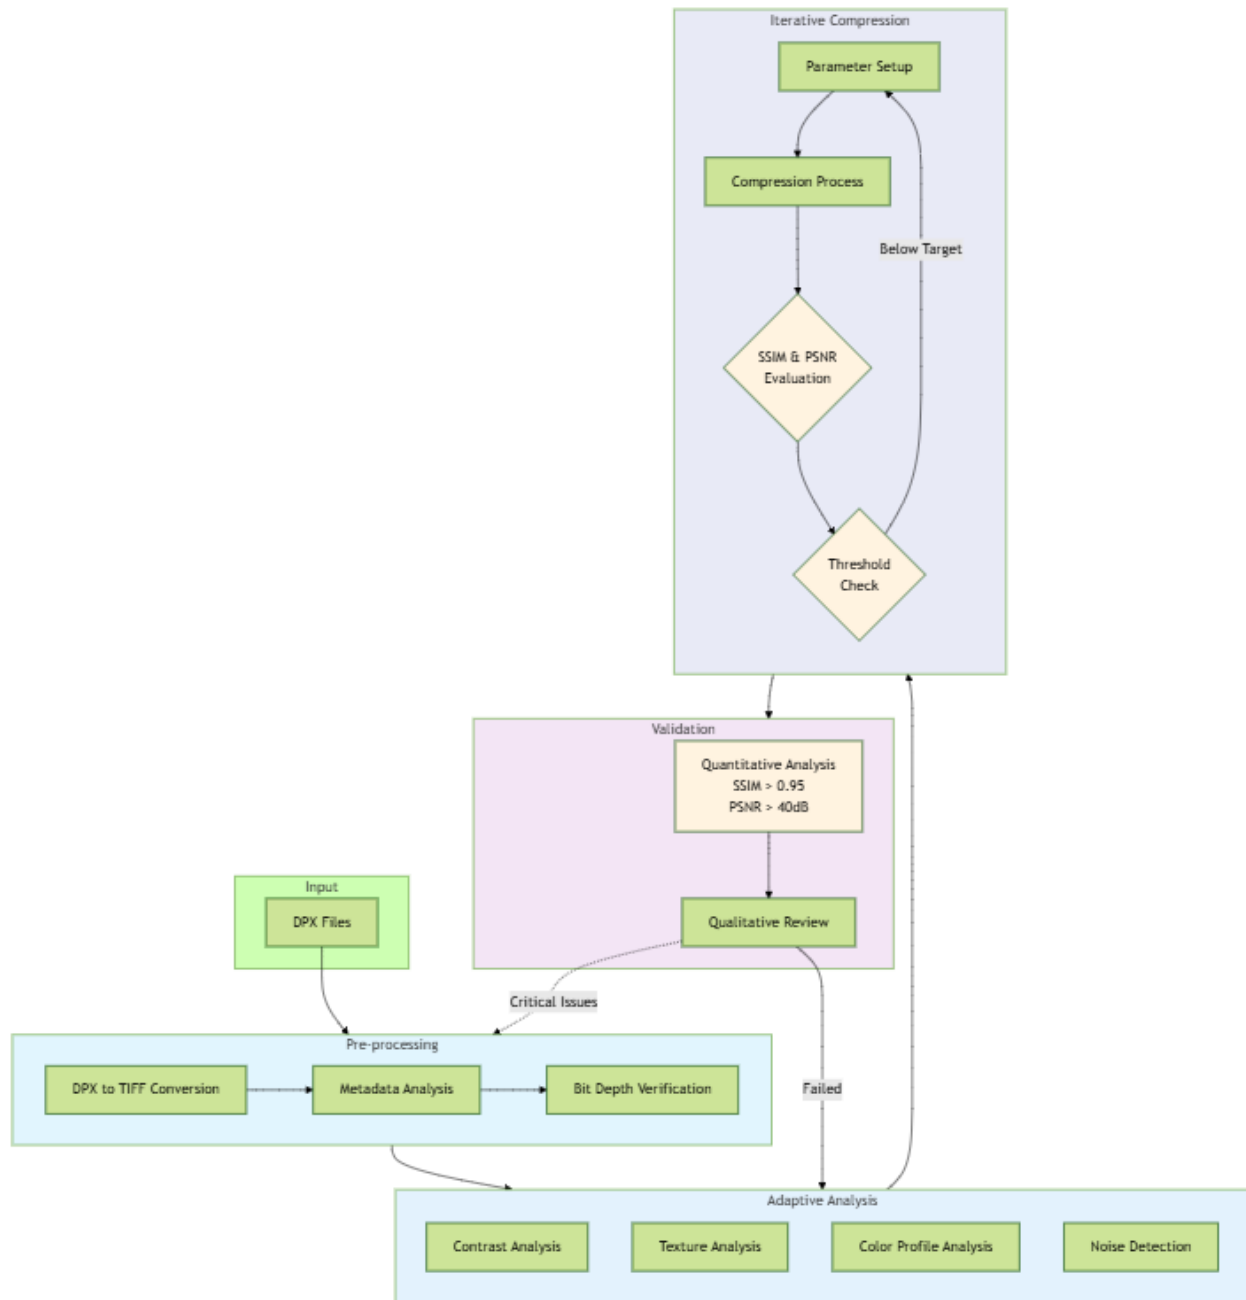 Iterative Compression
Parameter Setup
Compression Process
Below Target
SSIM & PSNR
Evaluation
Threshold
Check
Validation
Quantitative Analysis
SSIM > 0.95
PSNR > 40dB
Input
DPX Files
Qualitative Review
Critical Issues
Pre-processing
DPX to TIFF Conversion
Metadata Analysis
Bit Depth Verification
Failed
Adaptive Analysis
Contrast Analysis
Texture Analysis
Color Profile Analysis
Noise Detection